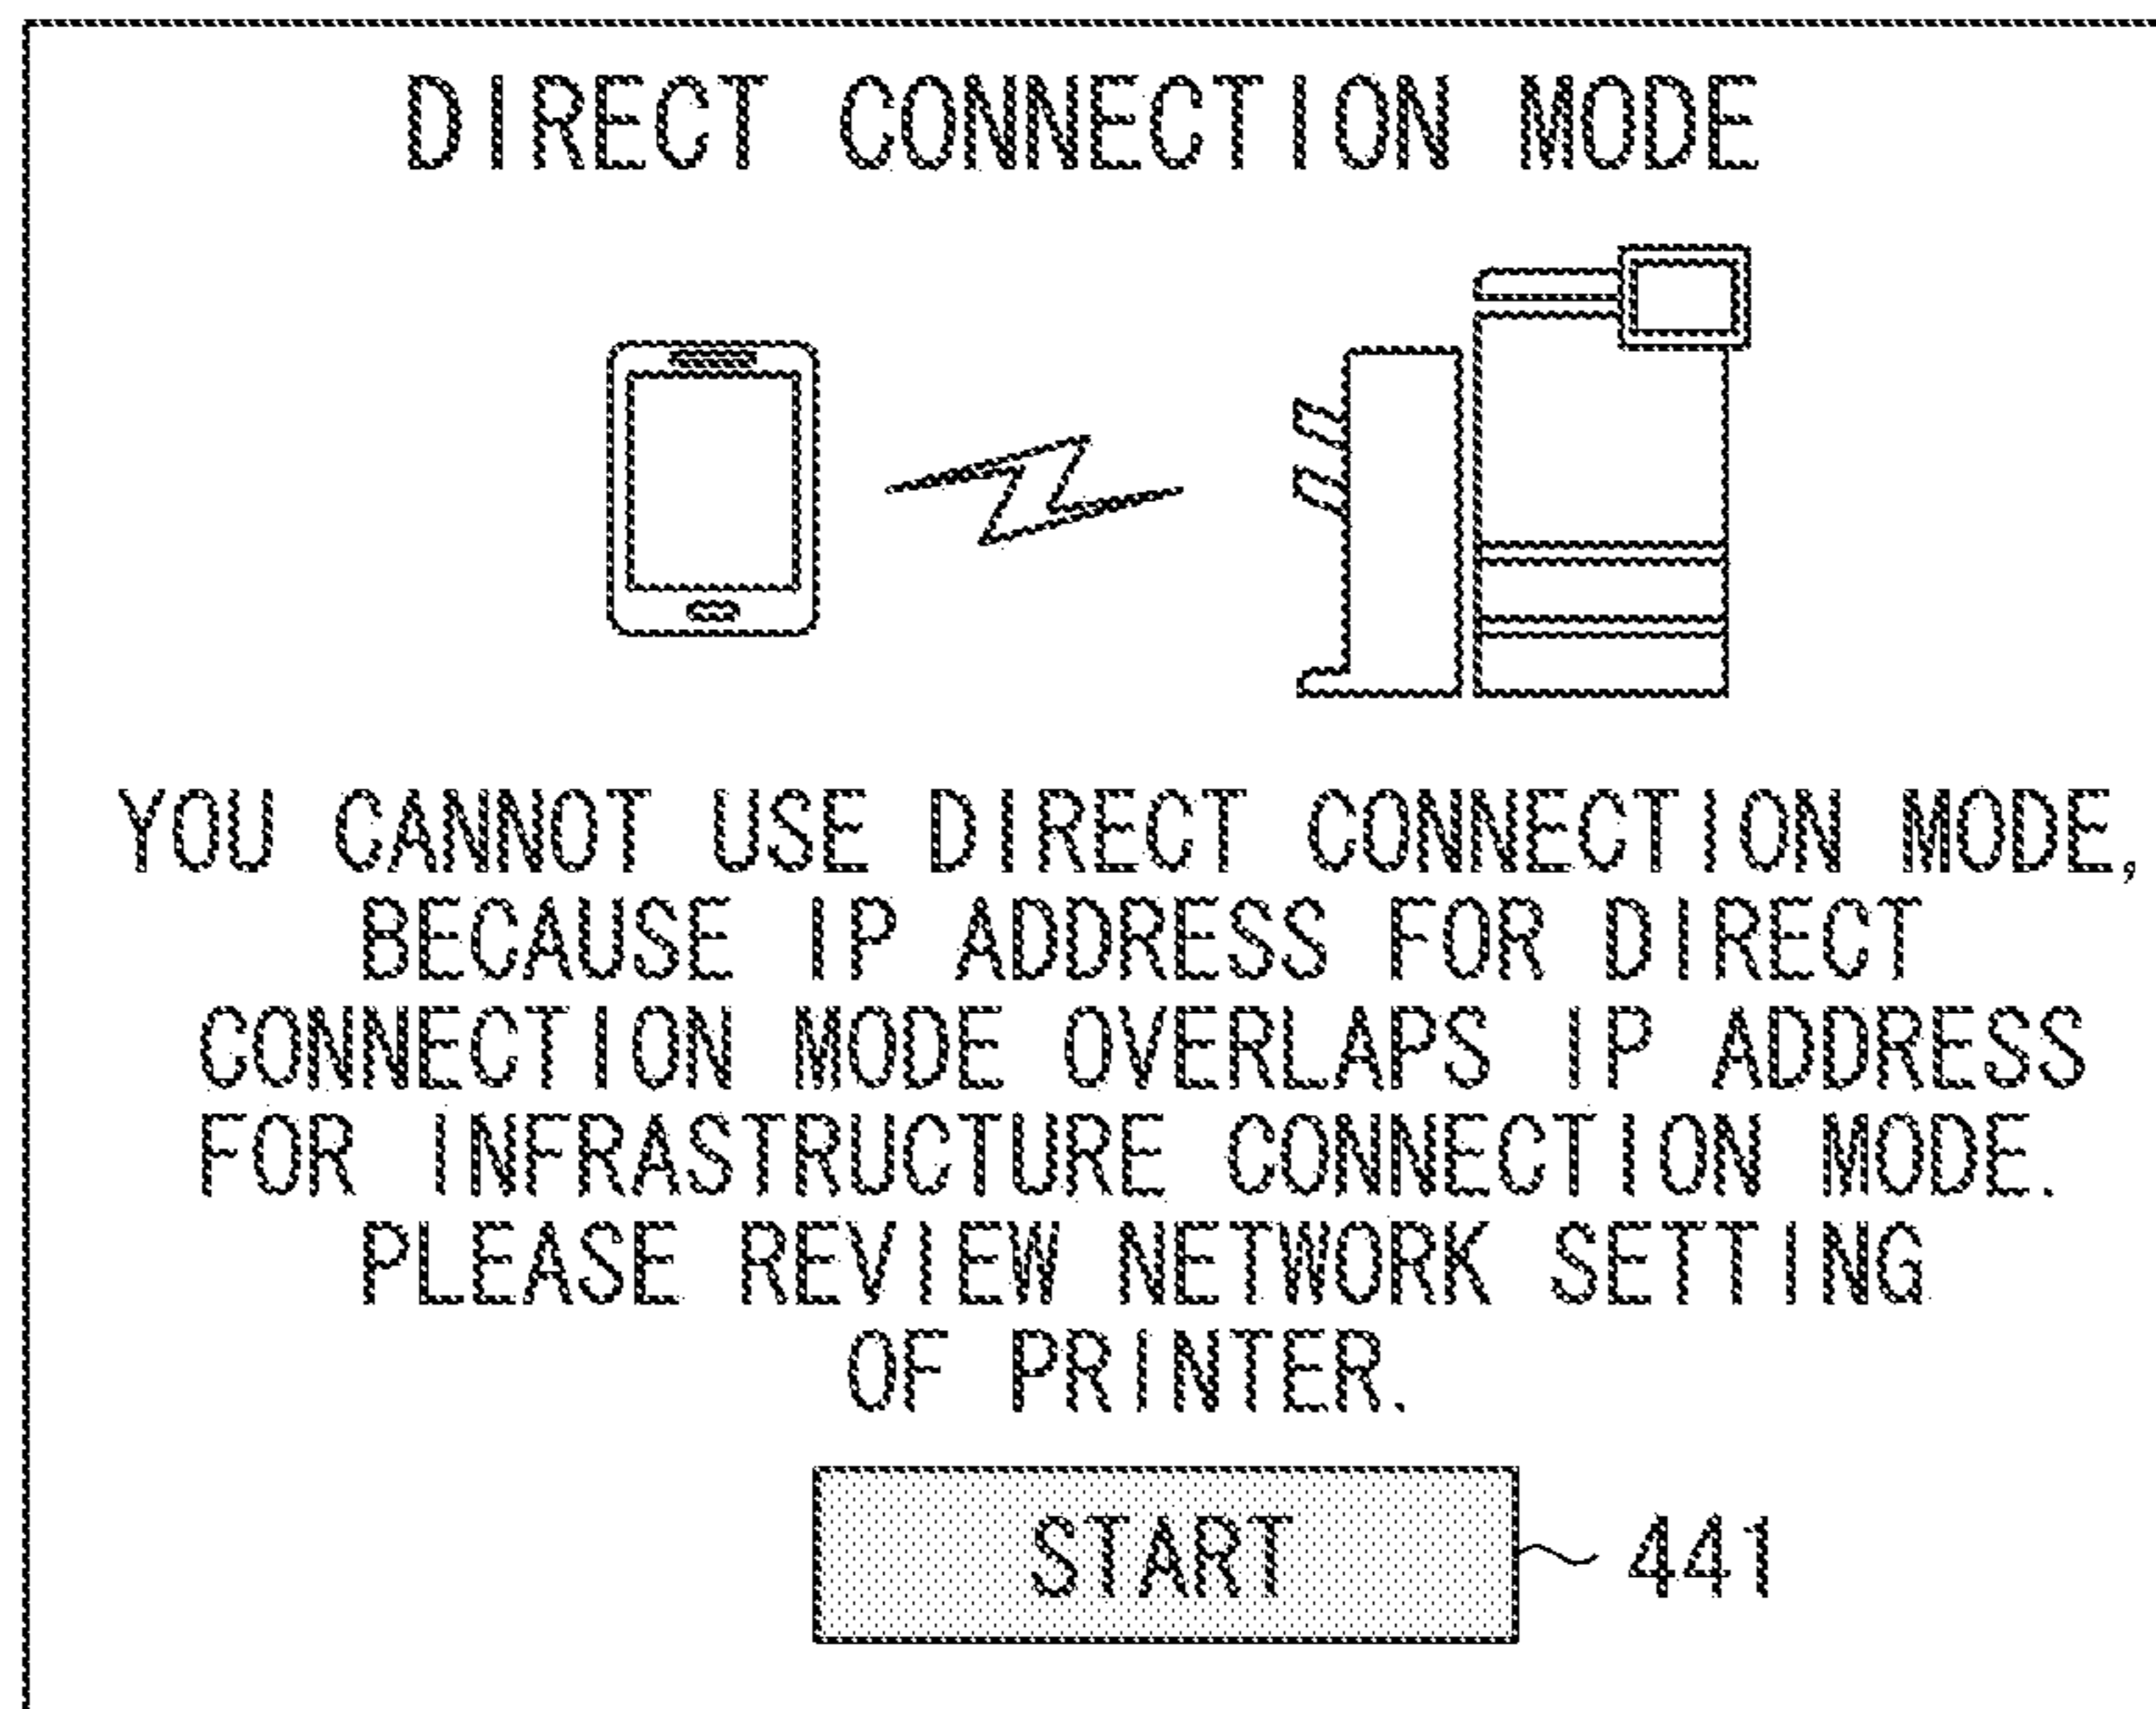 DIRECT CONNECTION MODE
YOU CANNOT USE DIRECT CONNECTION MODE,
BECAUSE IP ADDRESS FOR DIRECT
CONNECTION MODE OVERLAPS IP ADDRESS
FOR INFRASTRUCTURE CONNECTION MODE.
PLEASE REVIEW NETWORK SETTING
OF PRINTER.
START 441